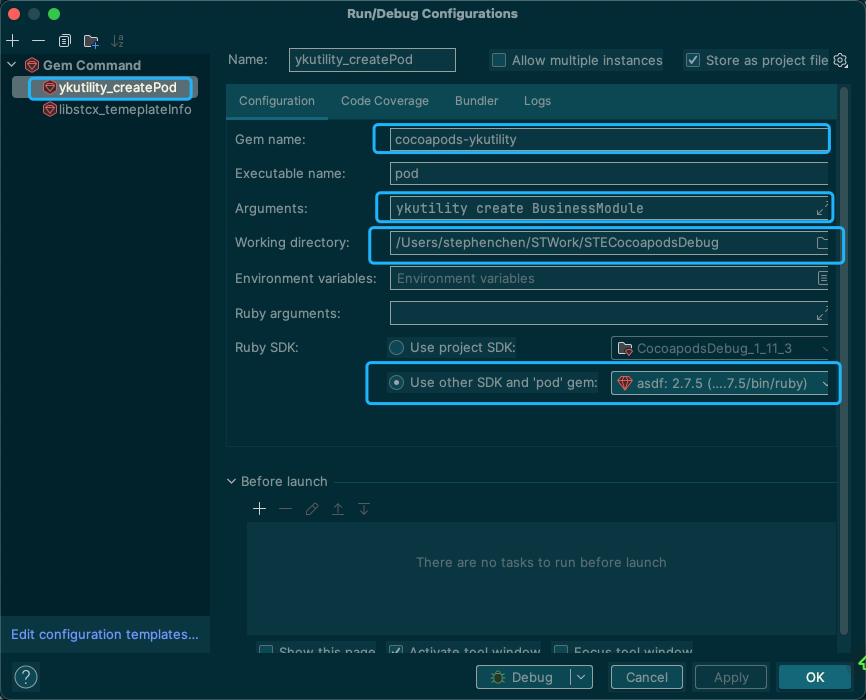 Run/Debug Configurations
Gem Command
ykutility_createPod
libstcx_temeplateInfo
Edit configuration templates...
Name: ykutility_createPod
Allow multiple instances
Store as project file
Configuration Code Coverage Bundler Logs
Gem name: cocoapods-ykutility
Executable name: pod
Arguments: ykutility create BusinessModule
Working directory: /Users/stephenchen/STWork/STECocoapodsDebug
Environment variables: Environment variables
Ruby arguments:
Ruby SDK: Use project SDK: CocoapodsDebug_1_11_3
Use other SDK and 'pod' gem: asdf: 2.7.5 (....7.5/bin/ruby)
Before launch
There are no tasks to run before launch
Show this page Activate tool window Focus tool window
? Debug Cancel Apply OK